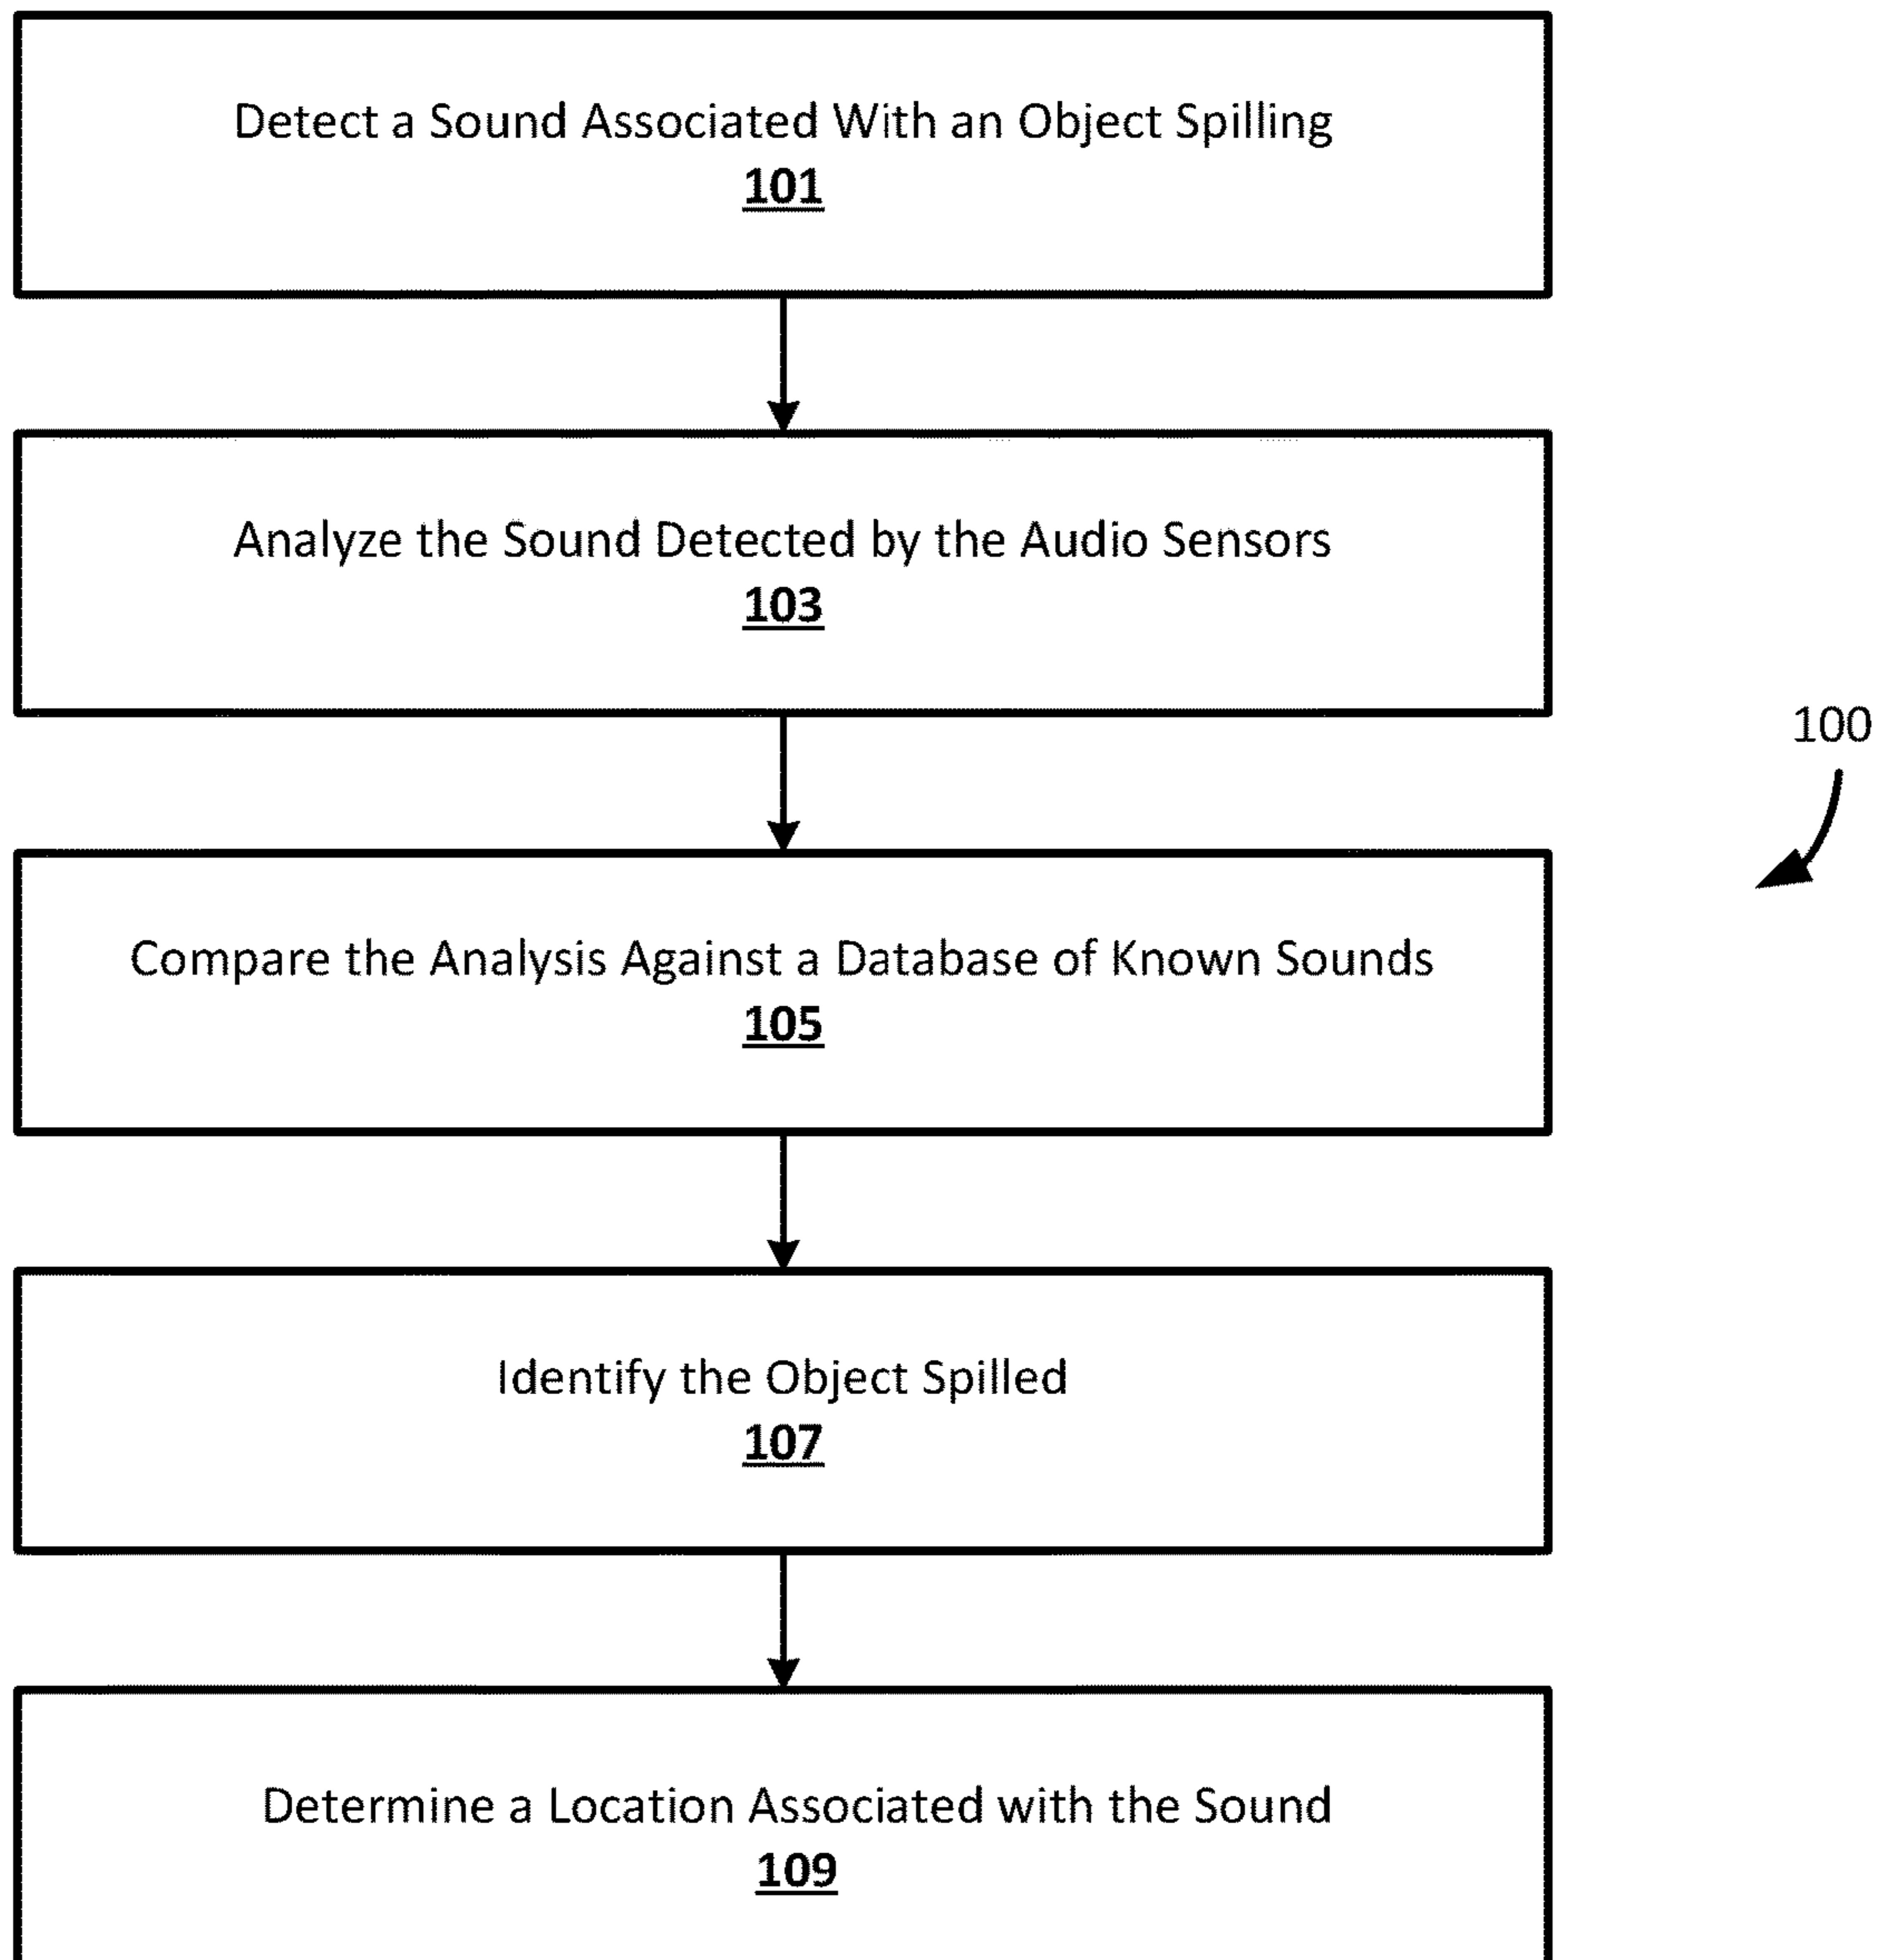 Detect a Sound Associated With an Object Spilling
101
Analyze the Sound Detected by the Audio Sensors
103
100
Compare the Analysis Against a Database of Known Sounds
105
Identify the Object Spilled
107
Determine a Location Associated with the Sound
109